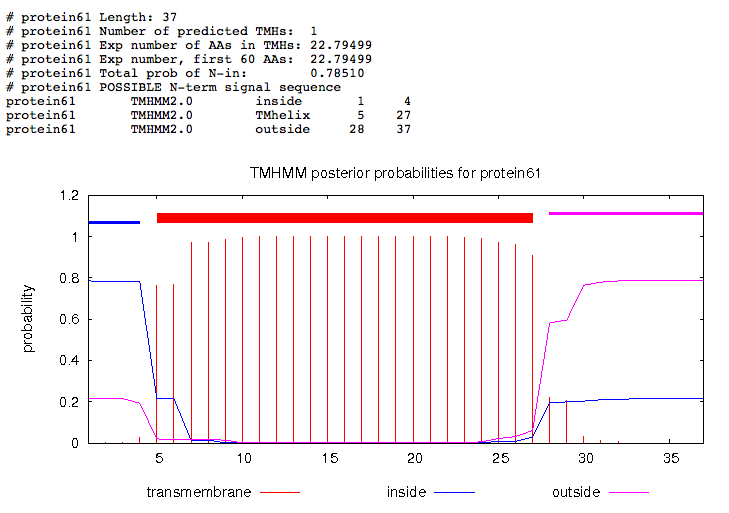 # protein61 Length: 37
# protein61 Number of predicted TMHs:  1
# protein61 Exp number of AAs in TMHs: 22.79499
# protein61 Exp number, first 60 AAs:  22.79499
# protein61 Total prob of N-in:        0.78510
# protein61 POSSIBLE N-term signal sequence
protein61       TMHMM2.0        inside       1     4
protein61       TMHMM2.0        TMhelix      5    27
protein61       TMHMM2.0        outside     28    37
TMHMM posterior probabilities for protein61
1.2
1
0.8
0.6
0.4
0.2
0
probability
5 10 15 20 25 30 35
transmembrane inside outside